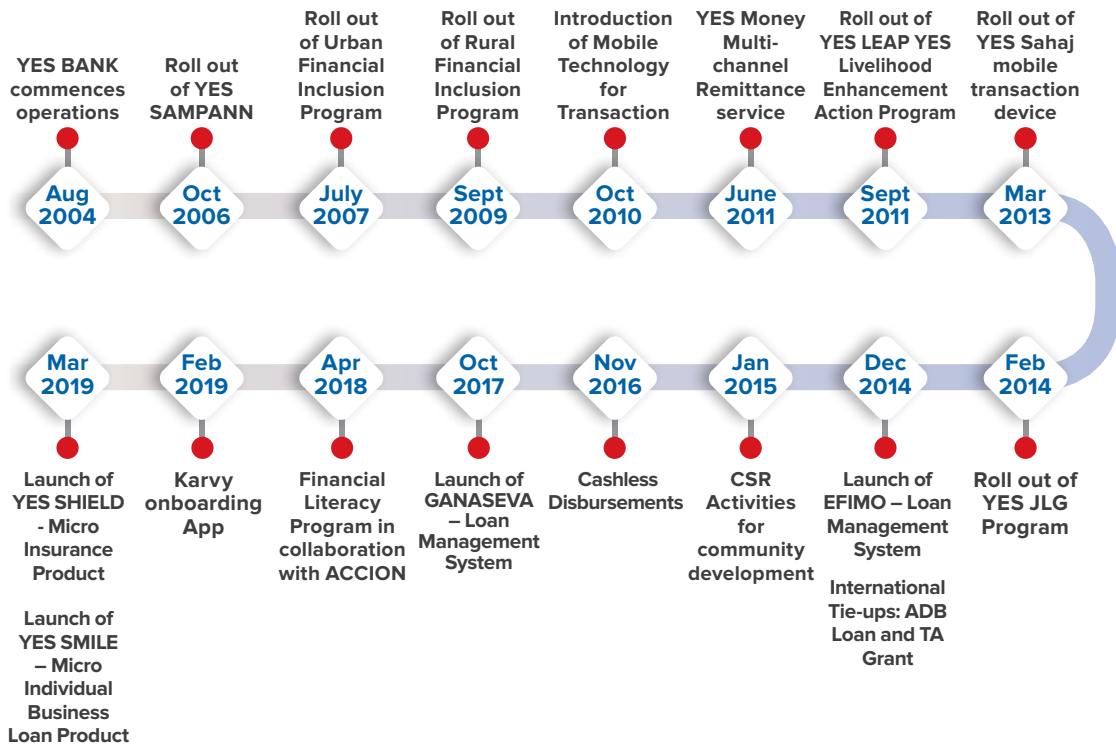 YES BANK
commences
operations
Aug
2004
Roll out
of YES
SAMPANN
Oct
2006
Roll out
of Urban
Financial
Inclusion
Program
July
2007
Roll out
of Rural
Financial
Inclusion
Program
Sept
2009
Introduction
of Mobile
Technology
for
Transaction
Oct
2010
YES Money
Multi-
channel
Remittance
service
June
2011
Roll out of
YES LEAP YES
Livelihood
Enhancement
Action Program
Sept
2011
Roll out of
YES Sahaj
mobile
transaction
device
Mar
2013
Feb
2014
Roll out of
YES JLG
Program
Dec
2014
Launch of
EFIMO – Loan
Management
System
International
Tie-ups: ADB
Loan and TA
Grant
Jan
2015
CSR
Activities
for
community
development
Nov
2016
Cashless
Disbursements
Oct
2017
Launch of
GANASEVA
– Loan
Management
System
Apr
2018
Financial
Literacy
Program in
collaboration
with ACCION
Feb
2019
Karvy
onboarding
App
Mar
2019
Launch of
YES SHIELD
- Micro
Insurance
Product
Launch of
YES SMILE
– Micro
Individual
Business
Loan Product